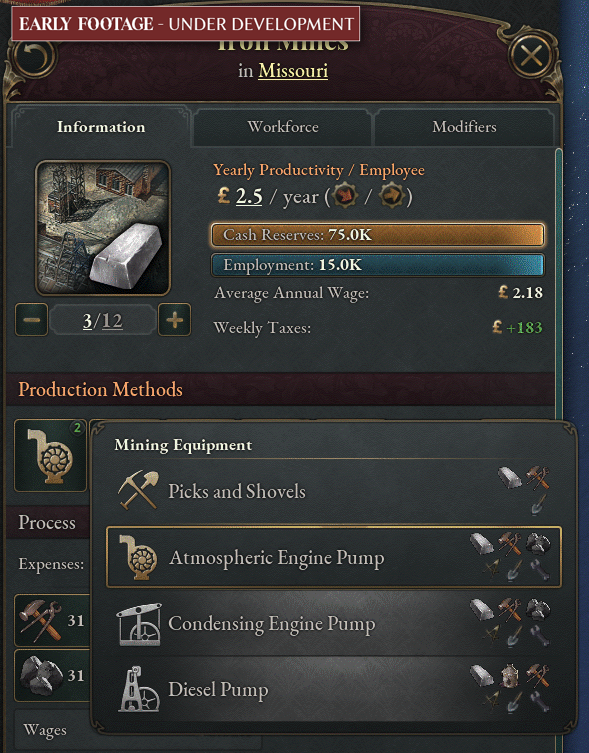 EARLY FOOTAGE - UNDER DEVELOPMENT
Iron Mines
in Missouri
Information
Workforce
Modifiers
Yearly Productivity / Employee
£ 2.5 / year ( / )
Cash Reserves: 75.0K
Employment: 15.0K
Average Annual Wage: £ 2.18
3/12
Weekly Taxes: £ +183
Production Methods
2
Mining Equipment
Picks and Shovels
Atmospheric Engine Pump
Condensing Engine Pump
Diesel Pump
Process
Expenses:
31
31
Wages